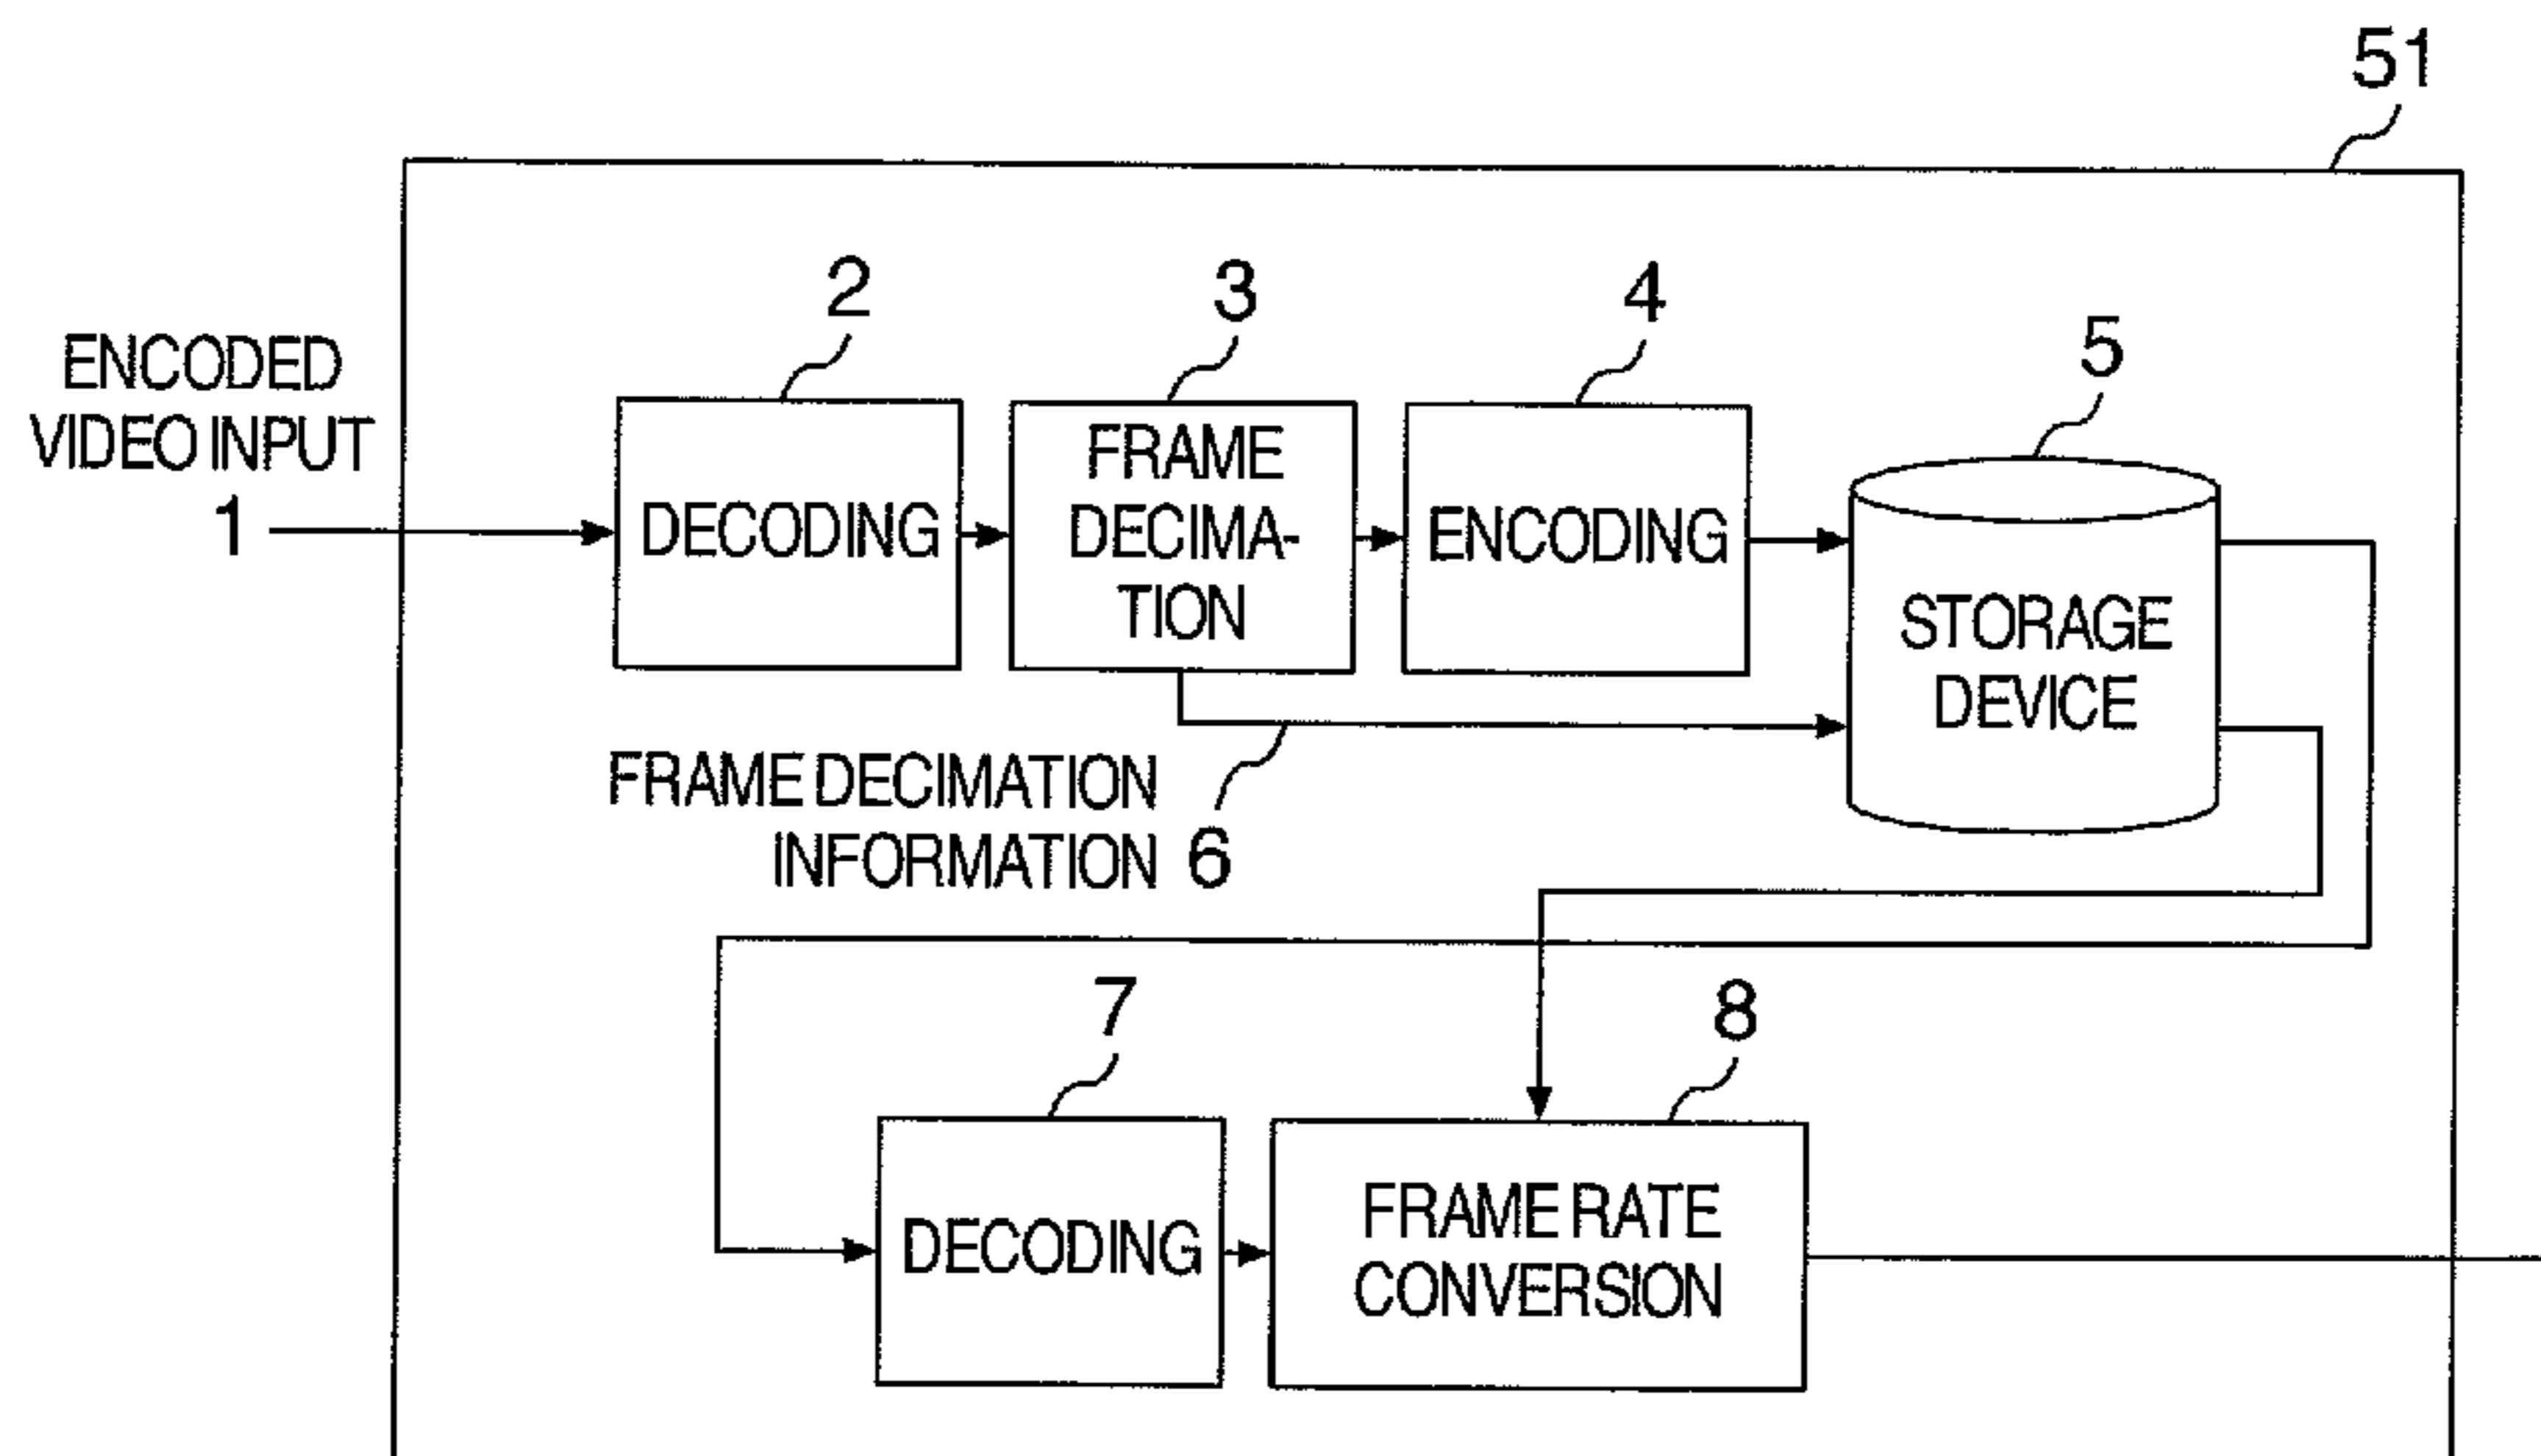 51
2
3
4
5
ENCODED
VIDEO INPUT
1
DECODING
FRAME
DECIMA-
TION
ENCODING
STORAGE
DEVICE
FRAME DECIMATION
INFORMATION 6
7
8
DECODING
FRAME RATE
CONVERSION